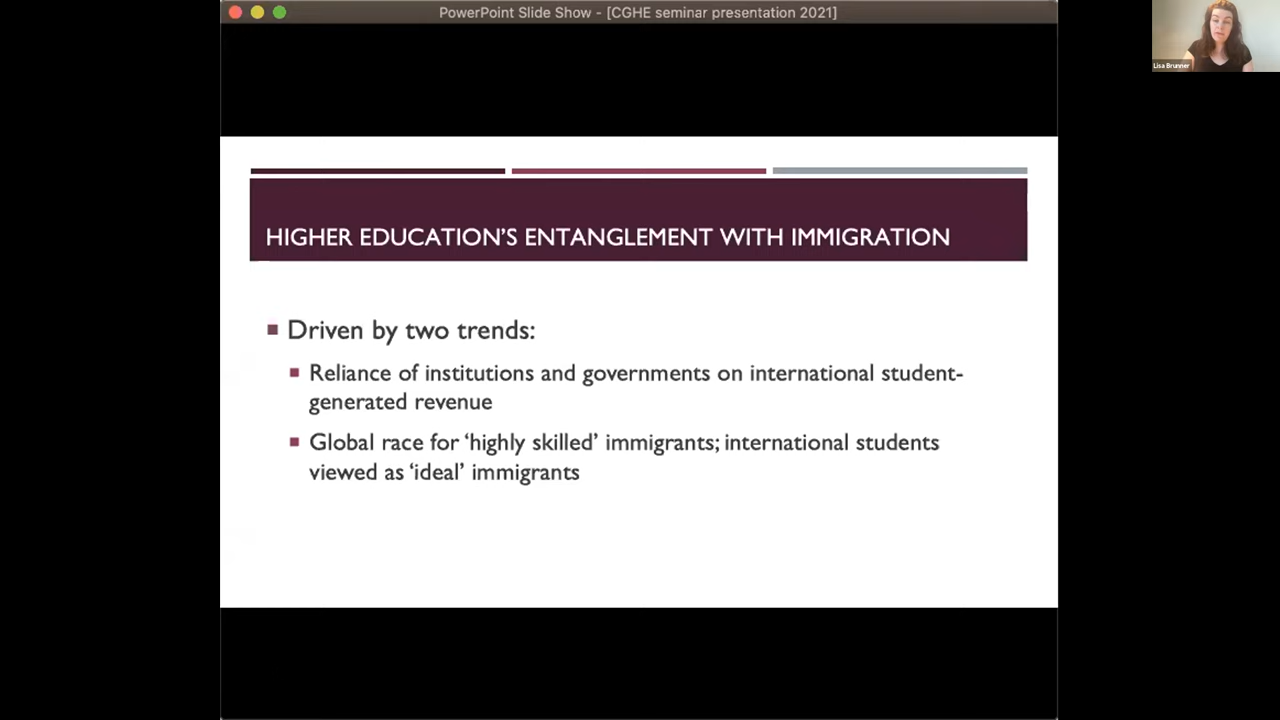 PowerPoint Slide Show - [CGHE seminar presentation 2021]
Lisa Brunner
HIGHER EDUCATION’S ENTANGLEMENT WITH IMMIGRATION
Driven by two trends:
Reliance of institutions and governments on international student-
generated revenue
Global race for ‘highly skilled’ immigrants; international students
viewed as ‘ideal’ immigrants